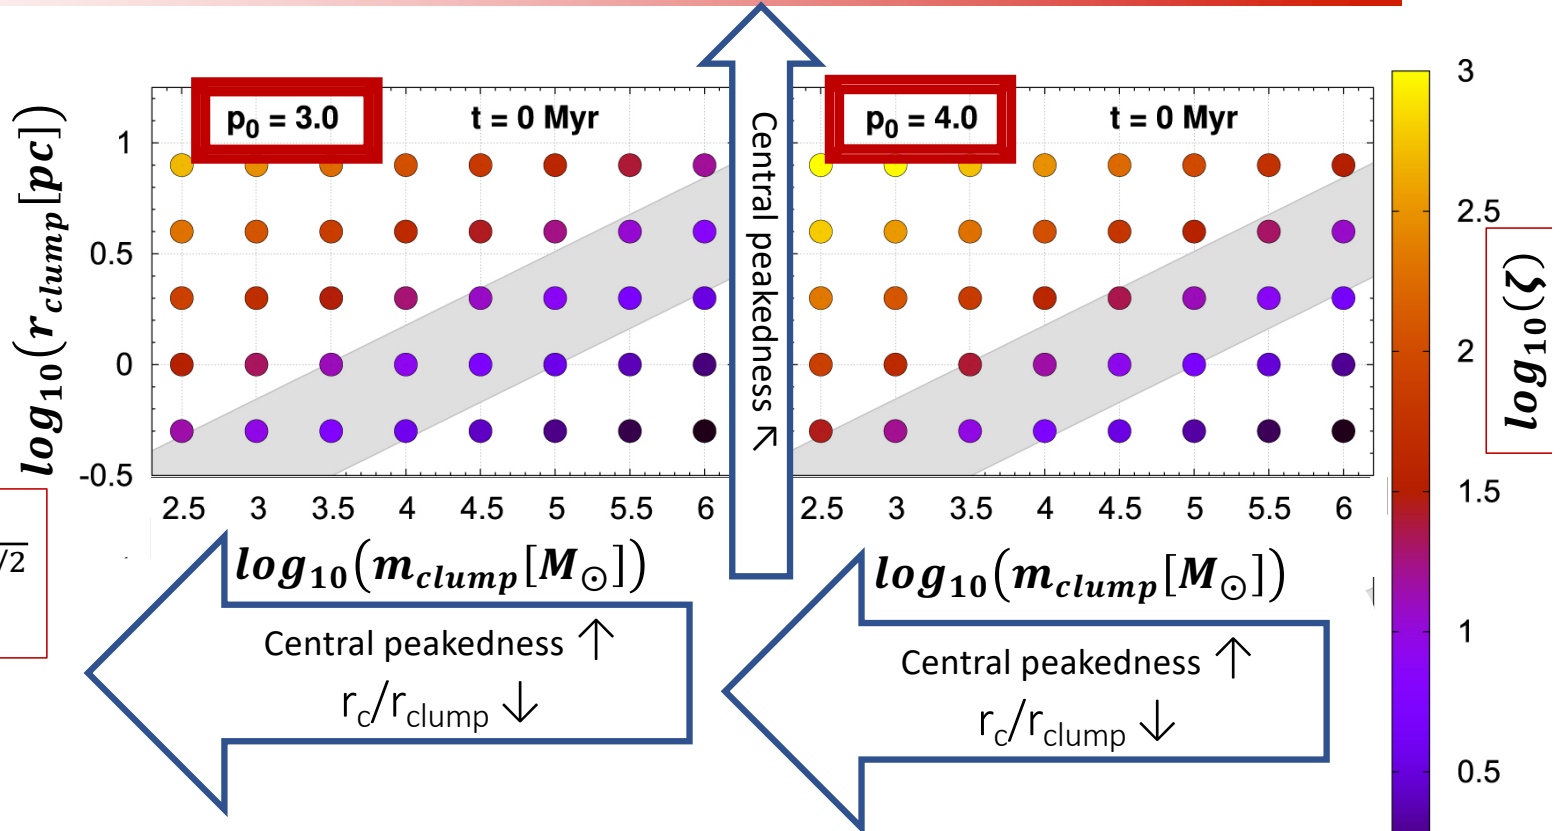 p0 = 3.0
t = 0 Myr
p0 = 4.0
t = 0 Myr
log10(rclump[pc])
1
0.5
0
-0.5
2.5 3 3.5 4 4.5 5 5.5 6
2.5 3 3.5 4 4.5 5 5.5 6
log10(mclump[M⊙])
log10(mclump[M⊙])
Central peakedness ↑
Central peakedness ↑
rc/rclump ↓
Central peakedness ↑
rc/rclump ↓
3
2.5
2
1.5
1
0.5
log10(ζ)
/2